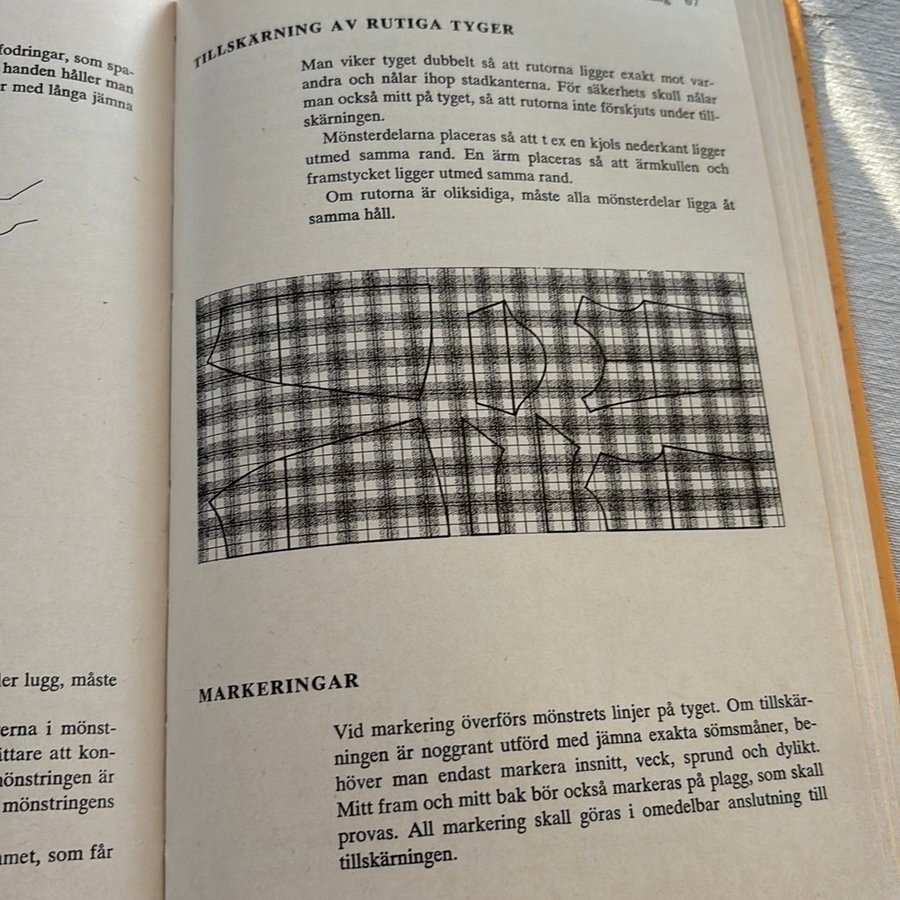 fodringar, som spa-
handen håller man
r med långa jämna
ler lugg, måste
erna i mönst-
ittare att kon-
mönstringen är
mönstringens
met, som får
67
TILLSKÄRNING AV RUTIGA TYGER
Man viker tyget dubbelt så att rutorna ligger exakt mot var-
andra och nålar ihop stadkanterna. För säkerhets skull nålar
man också mitt på tyget, så att rutorna inte förskjuts under till-
skärningen.
Mönsterdelarna placeras så att t ex en kjols nederkant ligger
utmed samma rand. En ärm placeras så att ärmkullen och
framstycket ligger utmed samma rand.
Om rutorna är oliksidiga, måste alla mönsterdelar ligga åt
samma håll.
MARKERINGAR
Vid markering överförs mönstrets linjer på tyget. Om tillskär-
ningen är noggrant utförd med jämna exakta sömsmåner, be-
höver man endast markera insnitt, veck, sprund och dylikt.
Mitt fram och mitt bak bör också markeras på plagg, som skall
provas. All markering skall göras i omedelbar anslutning till
tillskärningen.